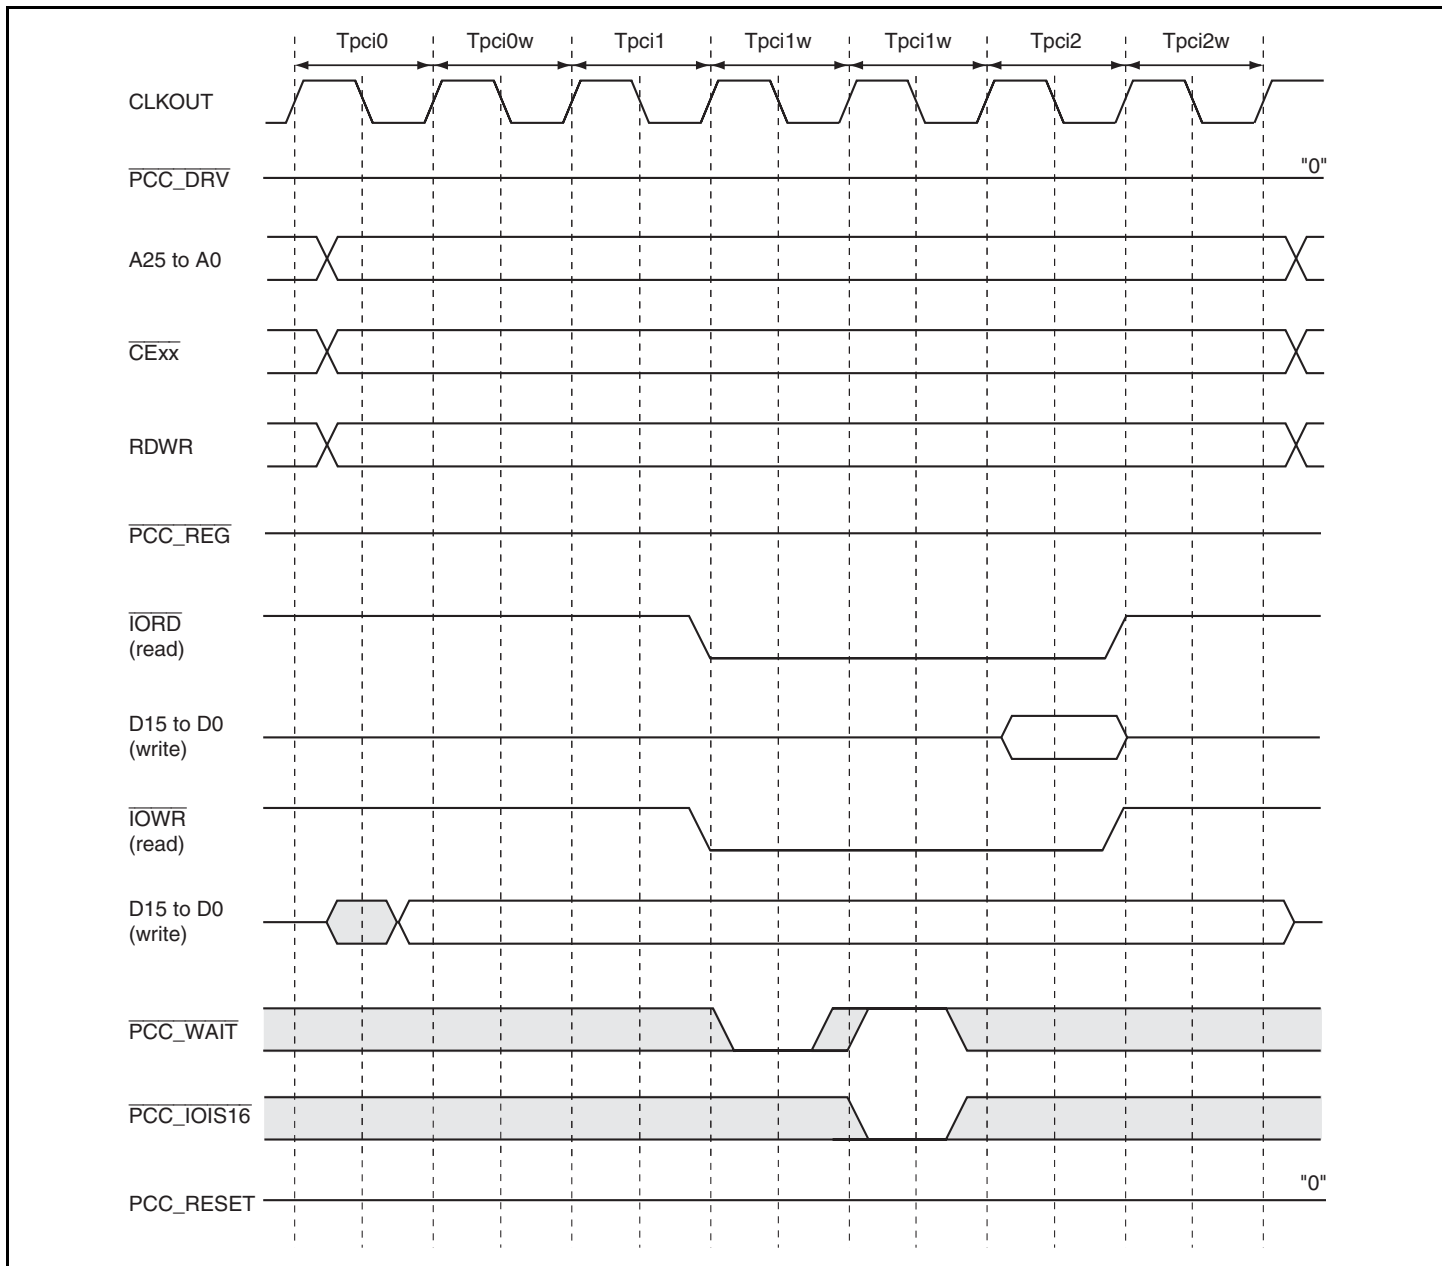 Tpci0 Tpci0w Tpci1 Tpci1w Tpci1w Tpci2 Tpci2w
CLKOUT
PCC_DRV "0"
A25 to A0
CExx
RDWR
PCC_REG
IORD
(read)
D15 to D0
(write)
IOWR
(read)
D15 to D0
(write)
PCC_WAIT
PCC_IOIS16
PCC_RESET "0"